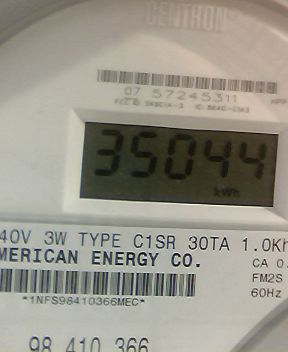 CENTRON
07 57245311
35044
kWh
40V 3W TYPE C1SR 30TA 1.0Kh
MERICAN ENERGY CO.
CA 0.
FM2S
*1NFS98410366MEC*
60Hz
98 410 366